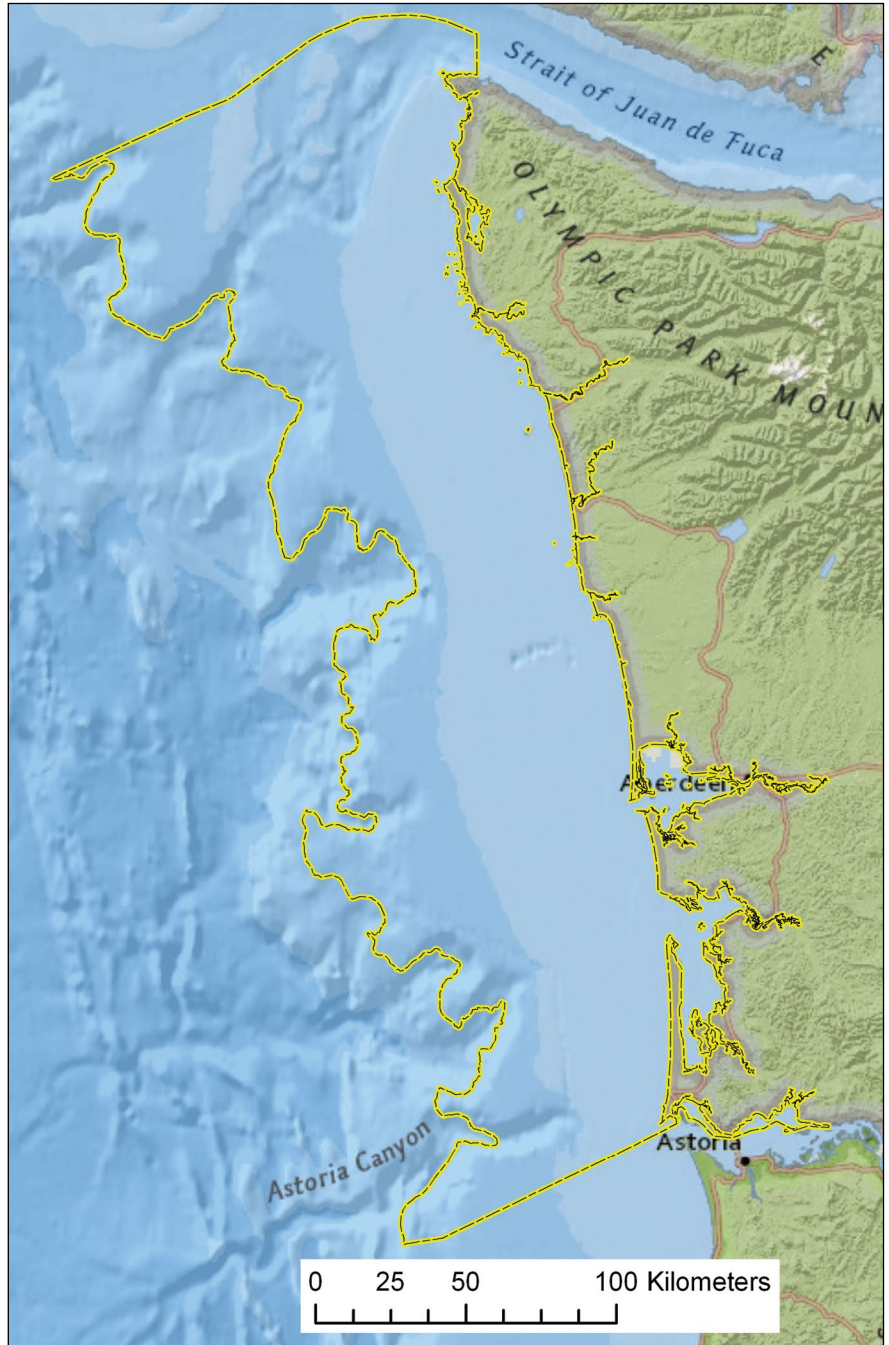 E
Strait of Juan de Fuca
OLYMPIC PARK MOUN
Aberdeen
Astoria
Astoria Canyon
0 25 50 100 Kilometers